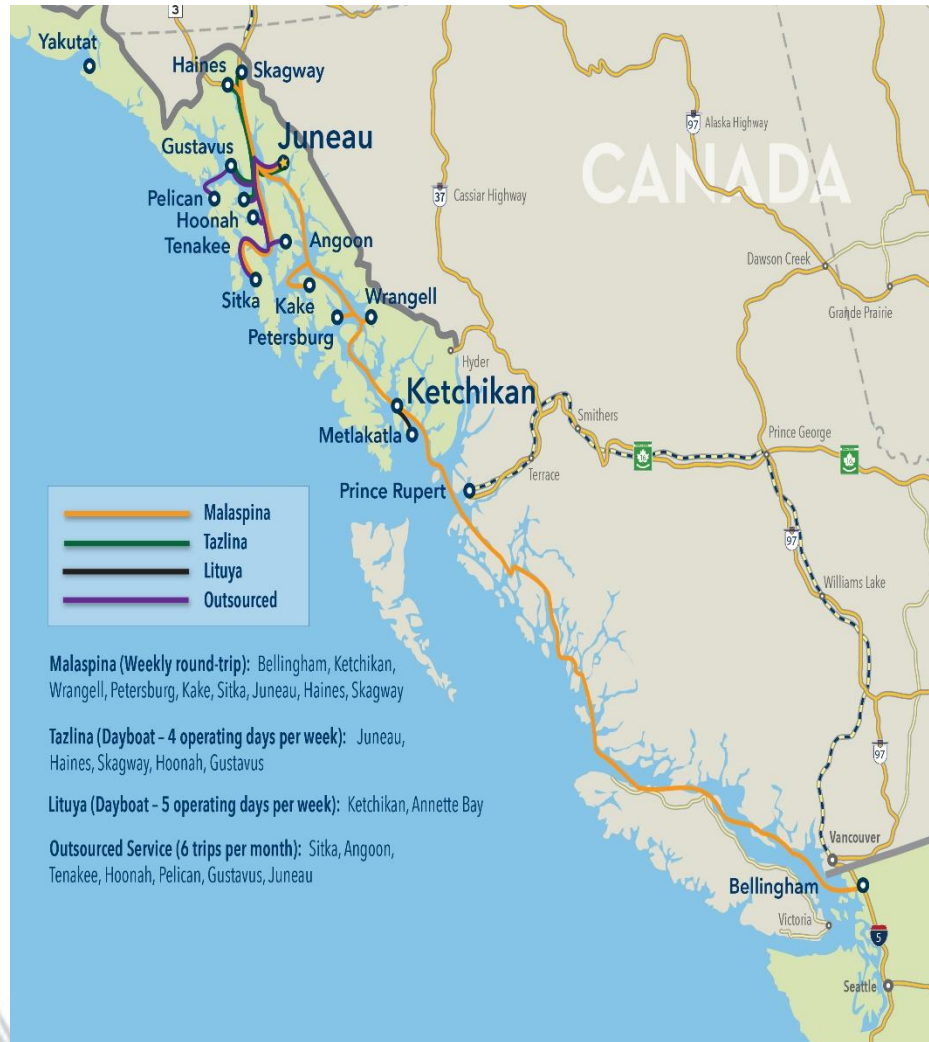 3
Yakutat
Haines
Skagway
97
Alaska Highway
Juneau
Gustavus
CANADA
37
Cassiar Highway
Pelican
Hoonah
Tenakee
Angoon
Dawson Creek
Sitka
Kake
Wrangell
Grande Prairie
Petersburg
Hyder
Ketchikan
Smithers
Metlakatla
Prince George
16
16
Terrace
Prince Rupert
Malaspina
Tazlina
Lituya
Outsourced
97
Williams Lake
Malaspina (Weekly round-trip): Bellingham, Ketchikan,
Wrangell, Petersburg, Kake, Sitka, Juneau, Haines, Skagway
Tazlina (Dayboat – 4 operating days per week): Juneau,
Haines, Skagway, Hoonah, Gustavus
97
Lituya (Dayboat – 5 operating days per week): Ketchikan, Annette Bay
Outsourced Service (6 trips per month): Sitka, Angoon,
Tenakee, Hoonah, Pelican, Gustavus, Juneau
Vancouver
Bellingham
Victoria
5
Seattle